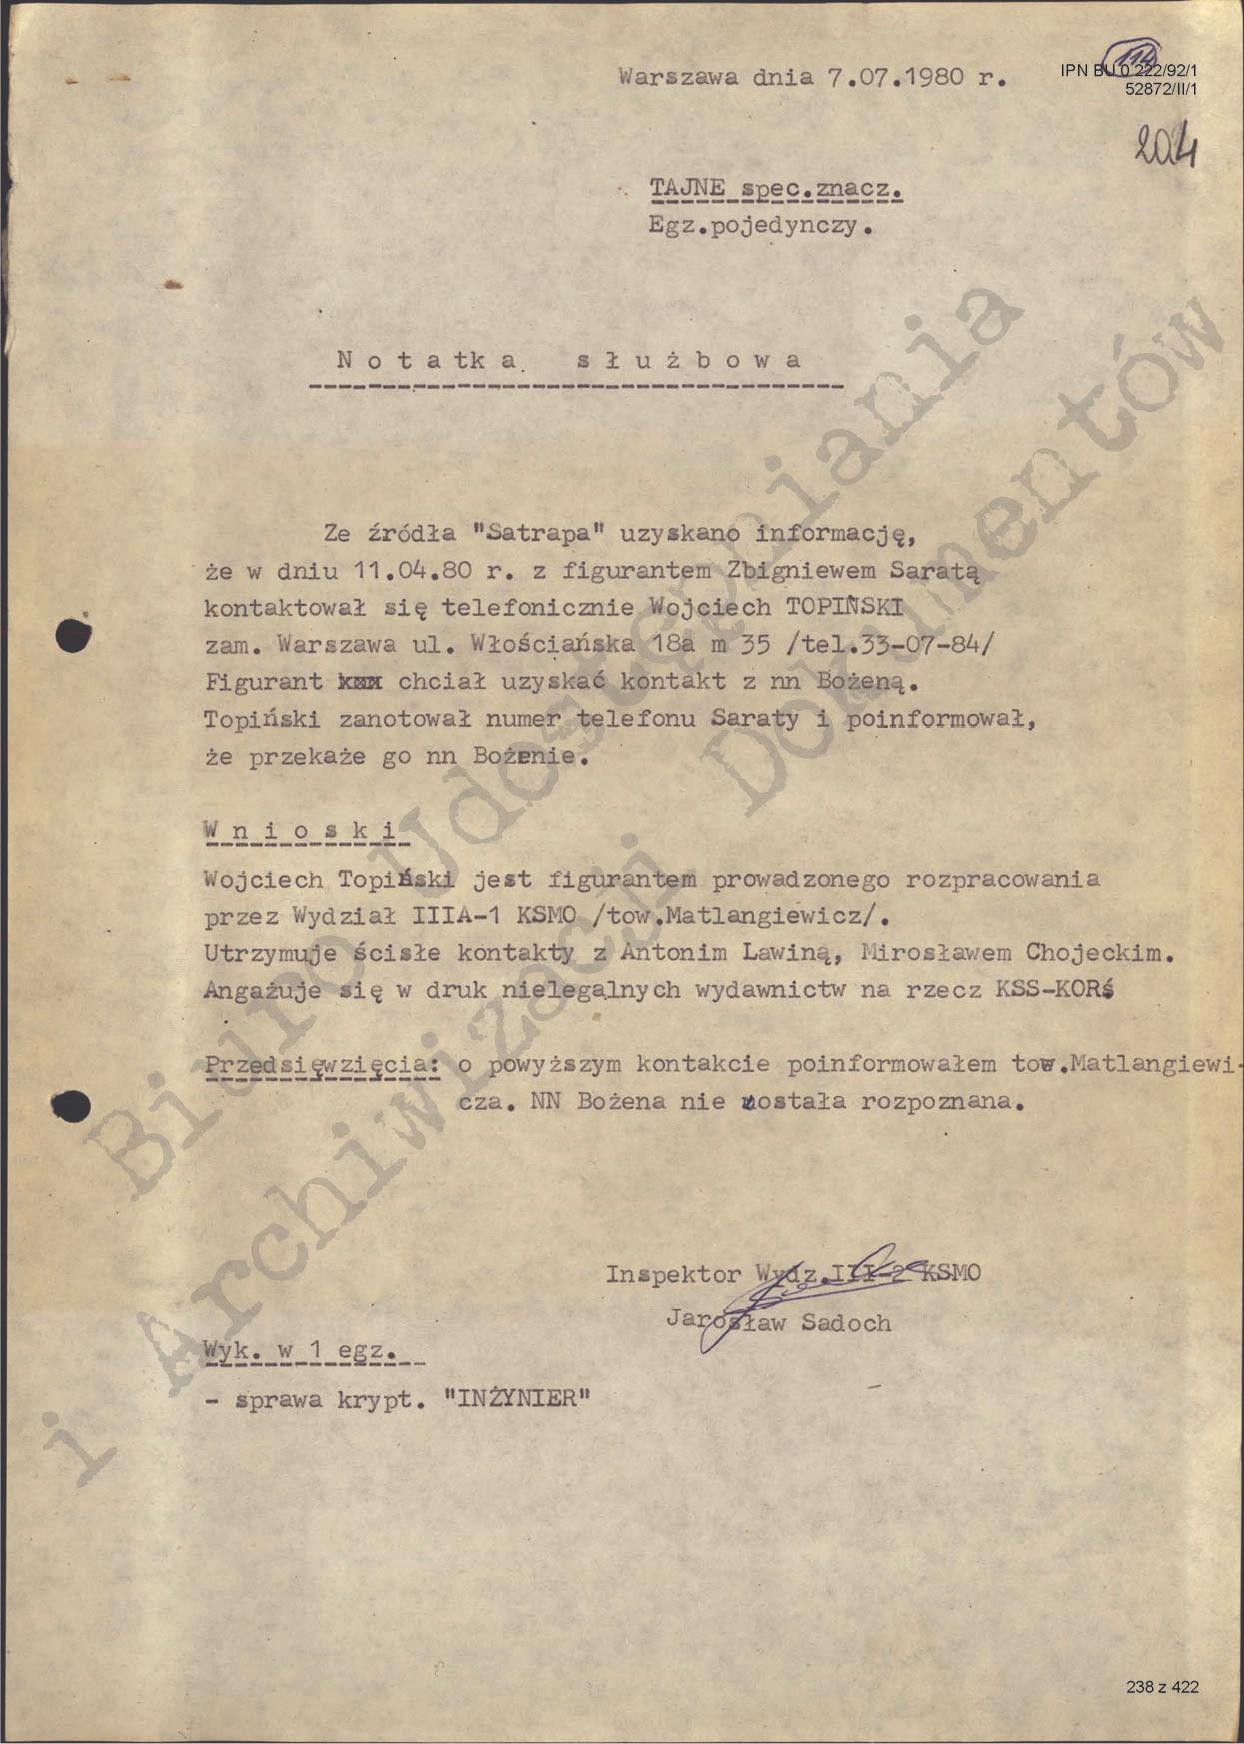 114
IPN BU 0 222/92/1
52872/II/1
Warszawa dnia 7.07.1980 r.
204
TAJNE spec.znacz.
Egz.pojedynczy.
Notatka służbowa
Ze źródła "Satrapa" uzyskano informację,
że w dniu 11.04.80 r. z figurantem Zbigniewem Saratą
kontaktował się telefonicznie Wojciech TOPIŃSKI
zam. Warszawa ul. Włościańska 18a m 35 /tel.33-07-84/
Figurant xxx chciał uzyskać kontakt z nn Bożeną.
Topiński zanotował numer telefonu Saraty i poinformował,
że przekaże go nn Bożenie.
Wnioski
Wojciech Topiński jest figurantem prowadzonego rozpracowania
przez Wydział IIIA-1 KSMO /tow.Matlangiewicz/.
Utrzymuje ścisłe kontakty z Antonim Lawiną, Mirosławem Chojeckim.
Angażuje się w druk nielegalnych wydawnictw na rzecz KSS-KORś
Przedsięwzięcia: o powyższym kontakcie poinformowałem tow.Matlangiewi-
cza. NN Bożena nie została rozpoznana.
Inspektor Wydz.III-2 KSMO
Jarosław Sadoch
Wyk. w 1 egz.
- sprawa krypt. "INŻYNIER"
Biuro Udostępniania
i Archiwizacji Dokumentów
238 z 422